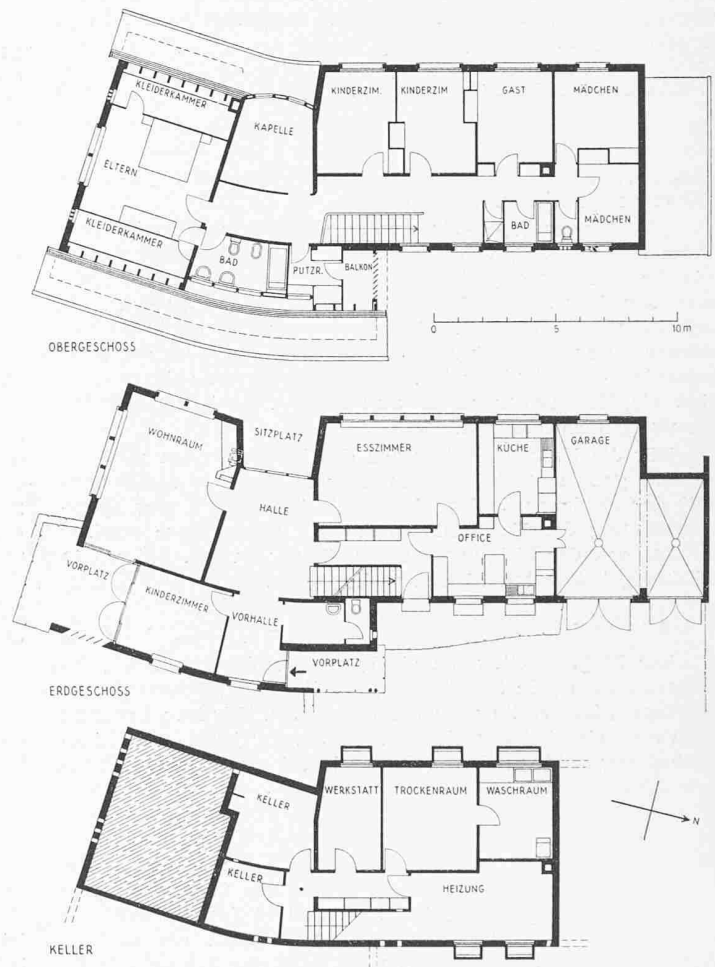 KLEIDERKAMMER
KINDERZIM.
KINDERZIM
GAST
MÄDCHEN
KAPELLE
ELTERN
KLEIDERKAMMER
BAD
PUTZR.
BALKON
BAD
MÄDCHEN
0 5 10 m
OBERGESCHOSS
WOHNRAUM
SITZPLATZ
ESSZIMMER
KÜCHE
GARAGE
HALLE
OFFICE
VORPLATZ
KINDERZIMMER
VORHALLE
VORPLATZ
ERDGESCHOSS
KELLER
WERKSTATT
TROCKENRAUM
WASCHRAUM
N
KELLER
HEIZUNG
KELLER